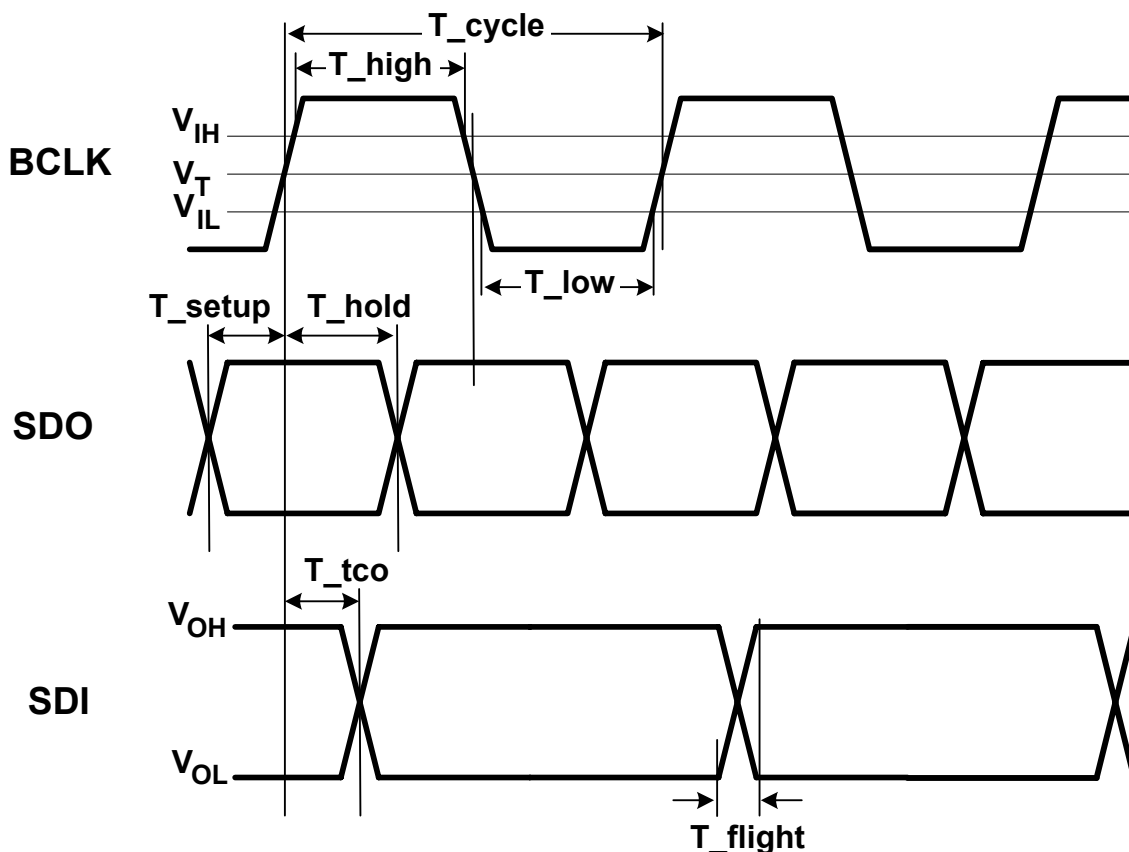 T_cycle
T_high
V_IH
BCLK
V_T
V_IL
T_low
T_setup
T_hold
SDO
T_tco
V_OH
SDI
V_OL
T_flight